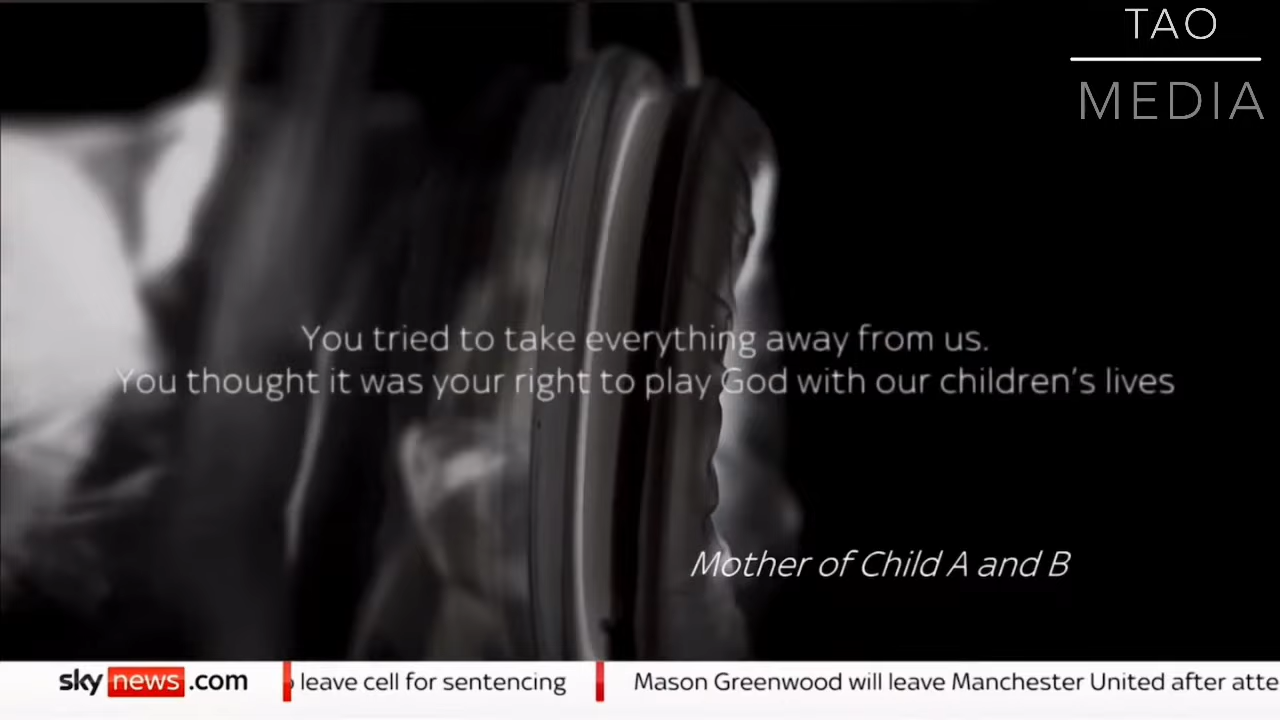 TAO
MEDIA
You tried to take everything away from us.
You thought it was your right to play God with our children's lives
Mother of Child A and B
sky news.com
leave cell for sentencing
Mason Greenwood will leave Manchester United after atte